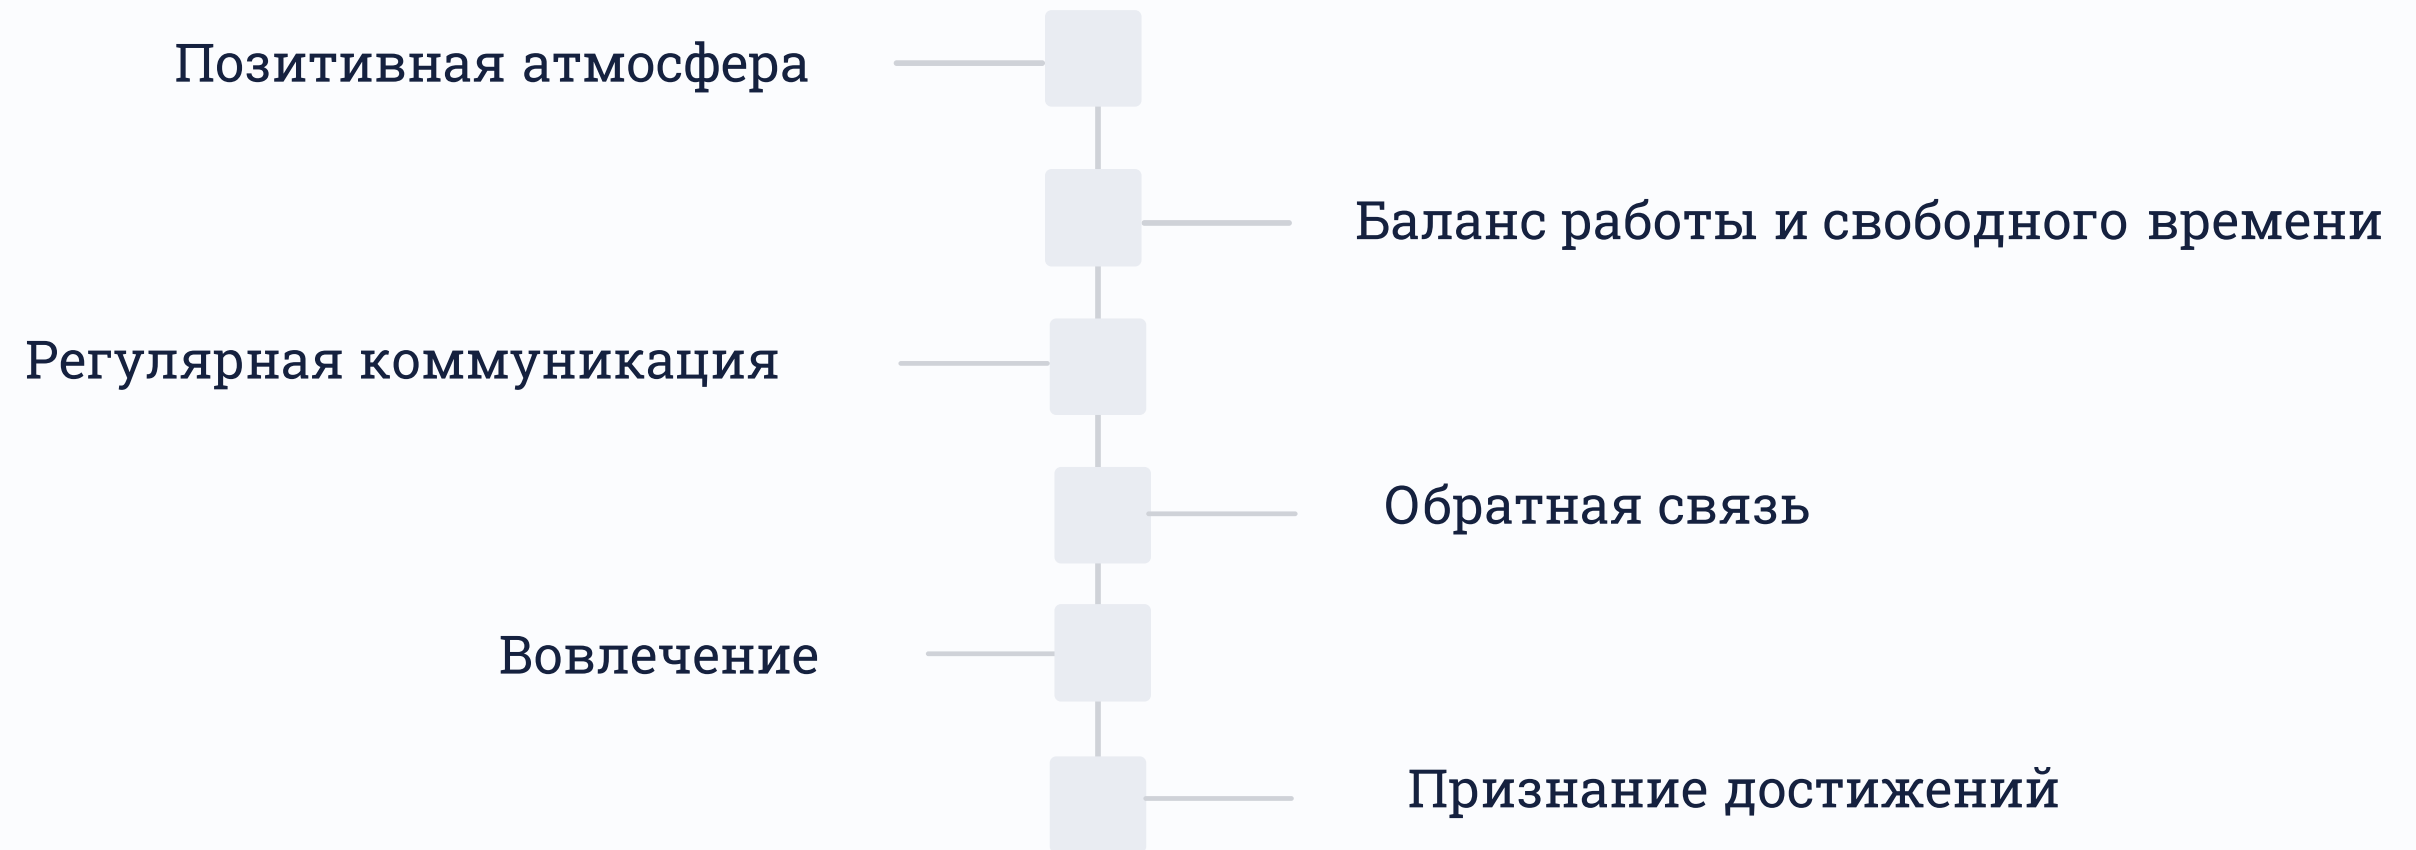 Позитивная атмосфера
Баланс работы и свободного времени
Регулярная коммуникация
Обратная связь
Вовлечение
Признание достижений